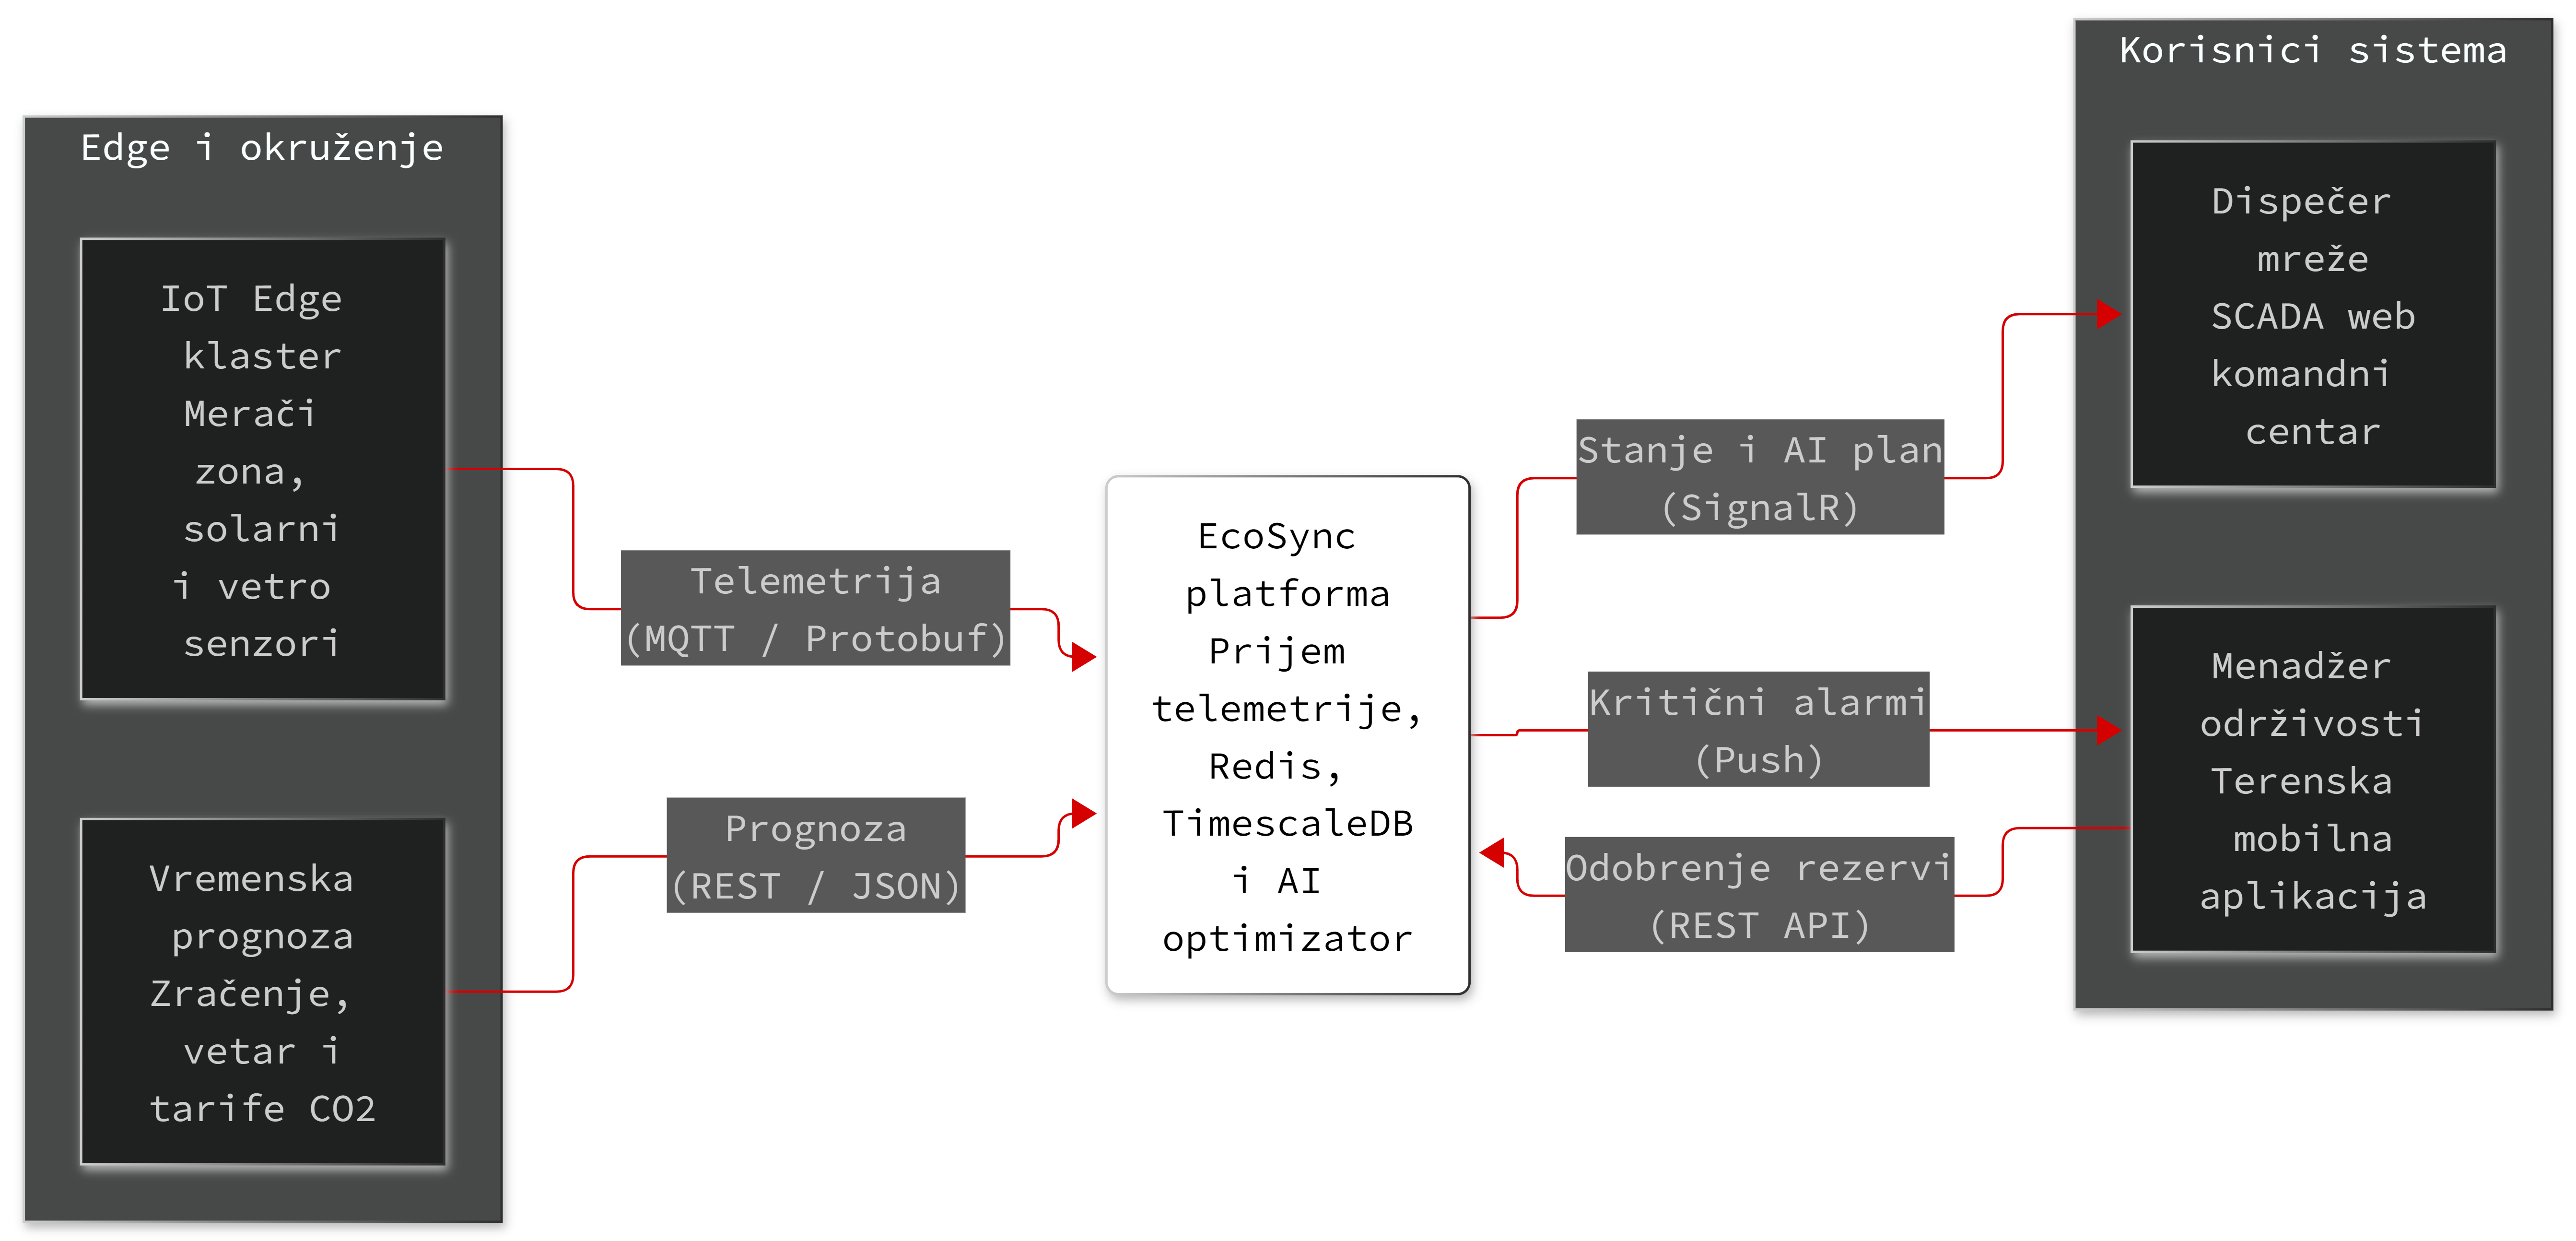 Edge i okruženje
IoT Edge
klaster
Merači
zona,
solarni
i vetro
senzori
Vremenska
prognoza
Zračenje,
vetar i
tarife CO2
Telemetrija
(MQTT / Protobuf)
Prognoza
(REST / JSON)
EcoSync
platforma
Prijem
telemetrije,
Redis,
TimescaleDB
i AI
optimizator
Stanje i AI plan
(SignalR)
Kritični alarmi
(Push)
Odobrenje rezervi
(REST API)
Korisnici sistema
Dispečer
mreže
SCADA web
komandni
centar
Menadžer
održivosti
Terenska
mobilna
aplikacija